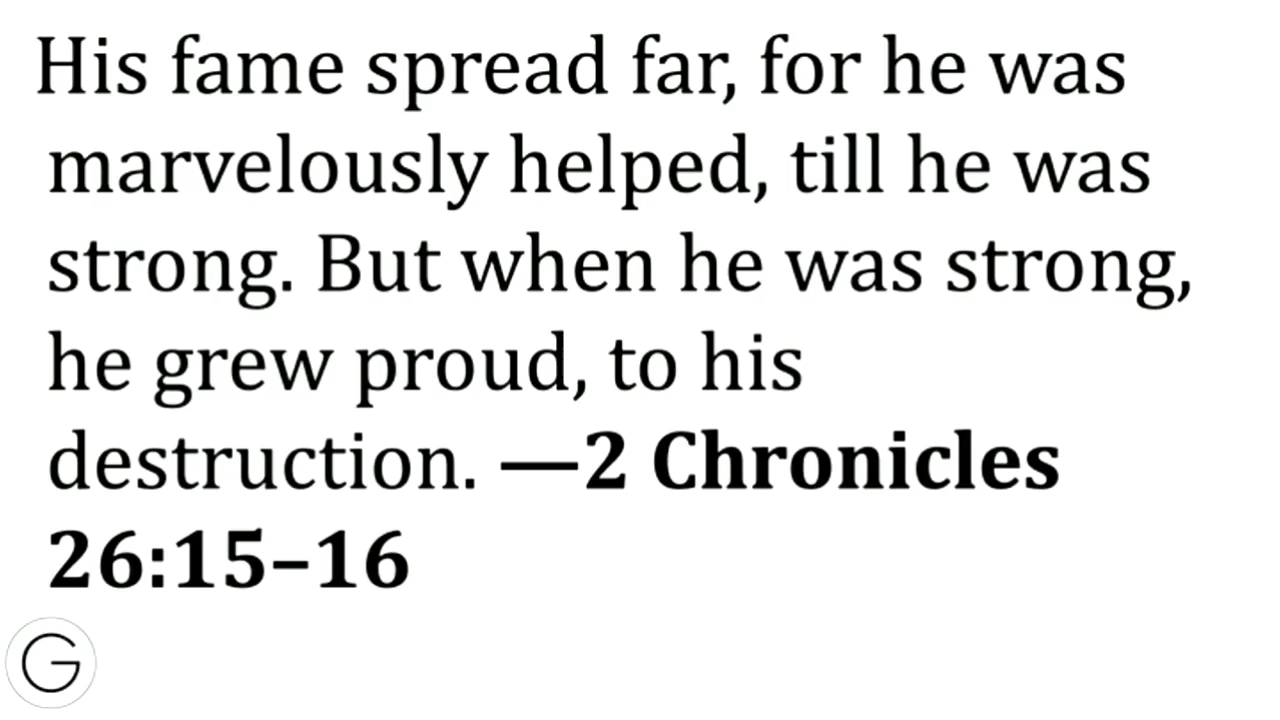 His fame spread far, for he was
marvelously helped, till he was
strong. But when he was strong,
he grew proud, to his
destruction. —2 Chronicles
26:15–16
G